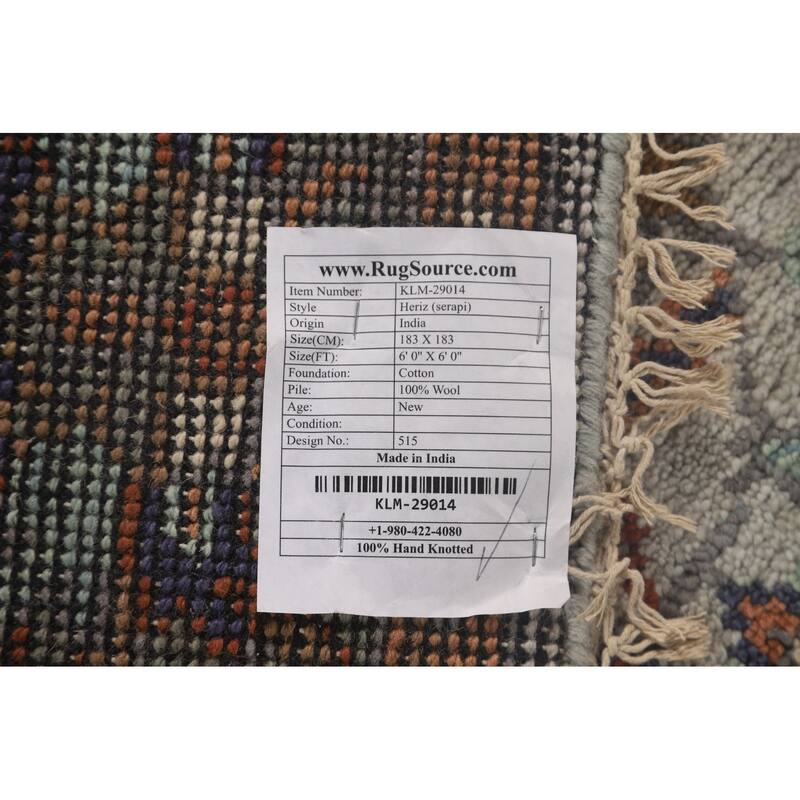 www.RugSource.com
Item Number: KLM-29014
Style Heriz (serapi)
Origin India
Size(CM): 183 X 183
Size(FT): 6' 0" X 6' 0"
Foundation: Cotton
Pile: 100% Wool
Age: New
Condition:
Design No.: 515
Made in India
KLM-29014
+1-980-422-4080
100% Hand Knotted